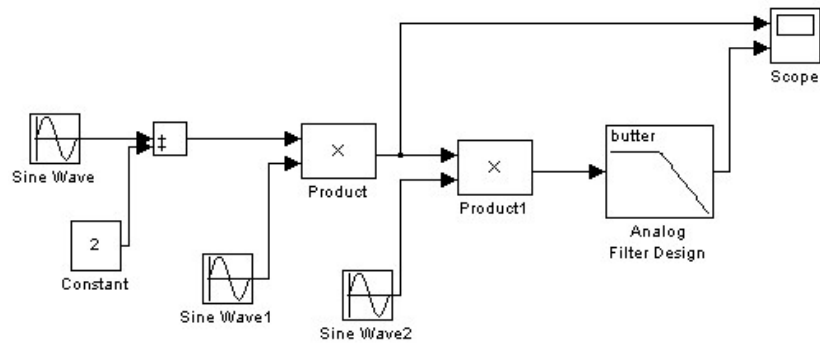 Scope
butter
Sine Wave
+
+
×
Product
×
Product1
Analog
Filter Design
2
Constant
Sine Wave1
Sine Wave2